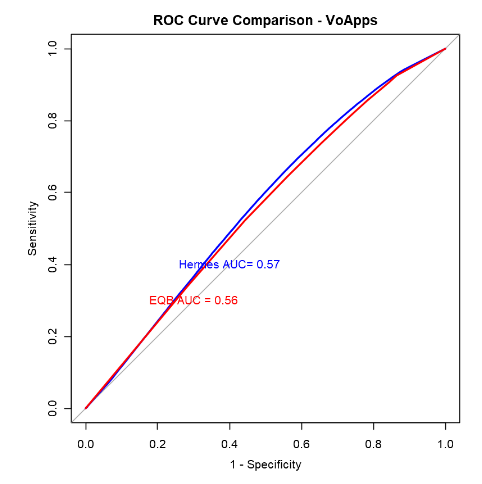 ROC Curve Comparison - VoApps
Sensitivity
1.0
0.8
0.6
0.4
0.2
0.0
Hermes AUC= 0.57
EQB AUC = 0.56
0.0 0.2 0.4 0.6 0.8 1.0
1 - Specificity